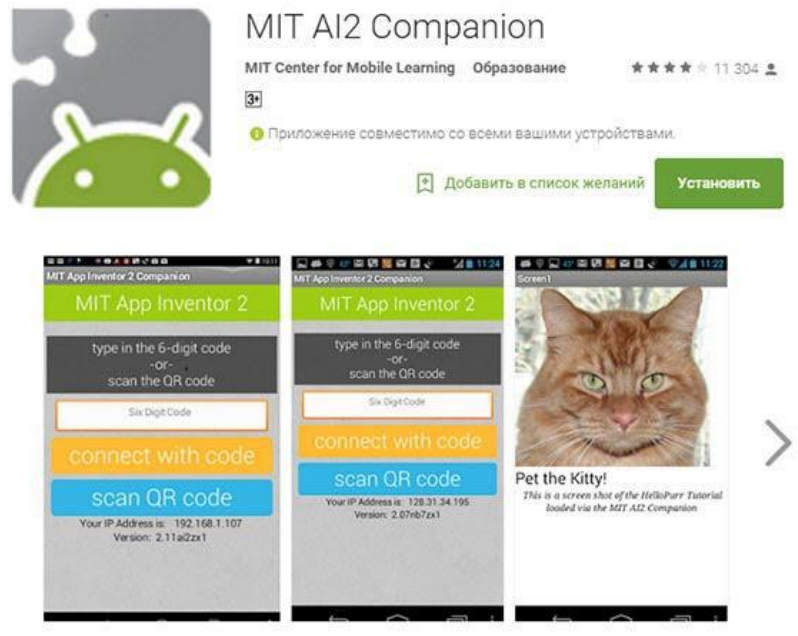 MIT AI2 Companion
MIT Center for Mobile Learning Образование 11 304
3+
Приложение совместимо со всеми вашими устройствами.
Добавить в список желаний
Установить
MIT App Inventor 2 Companion
MIT App Inventor 2
type in the 6-digit code
-or-
scan the QR code
Six Digit Code
connect with code
scan QR code
Your IP Address is: 192.168.1.107
Version: 2.11ai2zx1
11:24
MIT App Inventor 2 Companion
MIT App Inventor 2
type in the 6-digit code
-or-
scan the QR code
Six Digit Code
connect with code
scan QR code
Your IP Address is: 128.31.34.195
Version: 2.07nb7zx1
11:22
Screen1
Pet the Kitty!
This is a screen shot of the HelloPurr Tutorial
loaded via the MIT AI2 Companion